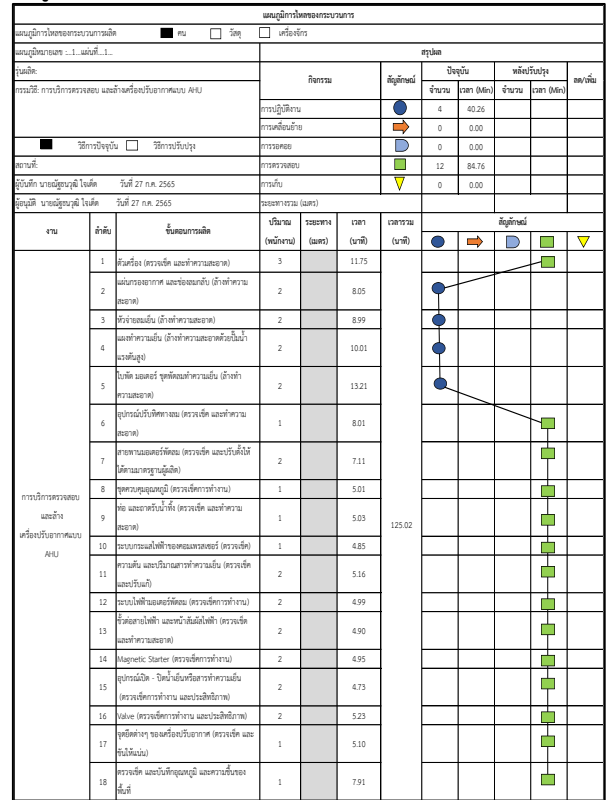 แผนภูมิการไหลของกระบวนการ
แผนภูมิการไหลของกระบวนการผลิต คน วัสดุ เครื่องจักร
แผนภูมิหมายเลข :...1...แผ่นที่...1... สรุปผล
รุ่นผลิต: กิจกรรม สัญลักษณ์ ปัจจุบัน หลังปรับปรุง ลด/เพิ่ม
กรรมวิธี: การบริการตรวจสอบ และล้างเครื่องปรับอากาศแบบ AHU จำนวน เวลา (Min) จำนวน เวลา (Min)
การปฏิบัติงาน 4 40.26
การเคลื่อนย้าย 0 0.00
วิธีการปัจจุบัน วิธีการปรับปรุง การรอคอย 0 0.00
สถานที่: การตรวจสอบ 12 84.76
ผู้บันทึก นายณัฐธนวุฒิ ใจเด็ด วันที่ 27 ก.ค. 2565 การเก็บ 0 0.00
ผู้อนุมัติ นายณัฐธนวุฒิ ใจเด็ด วันที่ 27 ก.ค. 2565 ระยะทางรวม (เมตร)
งาน ลำดับ ขั้นตอนการผลิต ปริมาณ ระยะทาง เวลา เวลารวม สัญลักษณ์
(พนักงาน) (เมตร) (นาที) (นาที)
1 ตัวเครื่อง (ตรวจเช็ค และทำความสะอาด) 3 11.75
2 แผ่นกรองอากาศ และช่องลมกลับ (ล้างทำความ
สะอาด) 2 8.05
3 หัวจ่ายลมเย็น (ล้างทำความสะอาด) 2 8.99
4 แผงทำความเย็น (ล้างทำความสะอาดด้วยปั๊มน้ำ
แรงดันสูง) 2 10.01
5 ใบพัด มอเตอร์ ชุดพัดลมทำความเย็น (ล้างทำ
ความสะอาด) 2 13.21
6 อุปกรณ์ปรับทิศทางลม (ตรวจเช็ค และทำความ
สะอาด) 1 8.01
7 สายพานมอเตอร์พัดลม (ตรวจเช็ค และปรับตั้งให้
ได้ตามมาตรฐานผู้ผลิต) 2 7.11
8 ชุดควบคุมอุณหภูมิ (ตรวจเช็คการทำงาน) 1 5.01
การบริการตรวจสอบ
และล้าง
เครื่องปรับอากาศแบบ
AHU
9 ท่อ และถาดรับน้ำทิ้ง (ตรวจเช็ค และทำความ
สะอาด) 1 5.03
125.02
10 ระบบกระแสไฟฟ้าของคอมเพรสเซอร์ (ตรวจเช็ค) 1 4.85
11 ความดัน และปริมาณสารทำความเย็น (ตรวจเช็ค
และปรับแก้) 2 5.16
12 ระบบไฟฟ้ามอเตอร์พัดลม (ตรวจเช็คการทำงาน) 2 4.99
13 ขั้วต่อสายไฟฟ้า และหน้าสัมผัสไฟฟ้า (ตรวจเช็ค
และทำความสะอาด) 2 4.90
14 Magnetic Starter (ตรวจเช็คการทำงาน) 2 4.95
15 อุปกรณ์เปิด - ปิดน้ำเย็นหรือสารทำความเย็น
(ตรวจเช็คการทำงาน และประสิทธิภาพ) 2 4.73
16 Valve (ตรวจเช็คการทำงาน และประสิทธิภาพ) 2 5.23
17 จุดยึดต่างๆ ของเครื่องปรับอากาศ (ตรวจเช็ค และ
ขันให้แน่น) 1 5.10
18 ตรวจเช็ค และบันทึกอุณหภูมิ และความชื้นของ
พื้นที่ 1 7.91